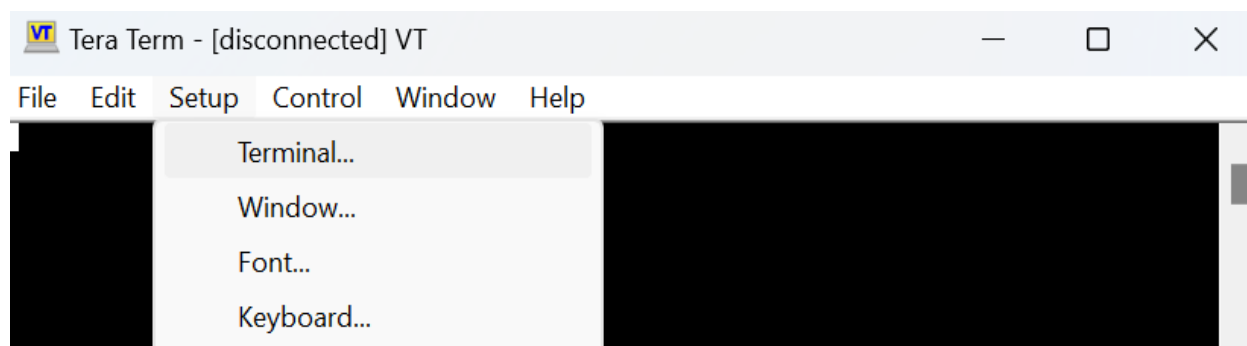 VT Tera Term - [disconnected] VT
File Edit Setup Control Window Help
Terminal...
Window...
Font...
Keyboard...